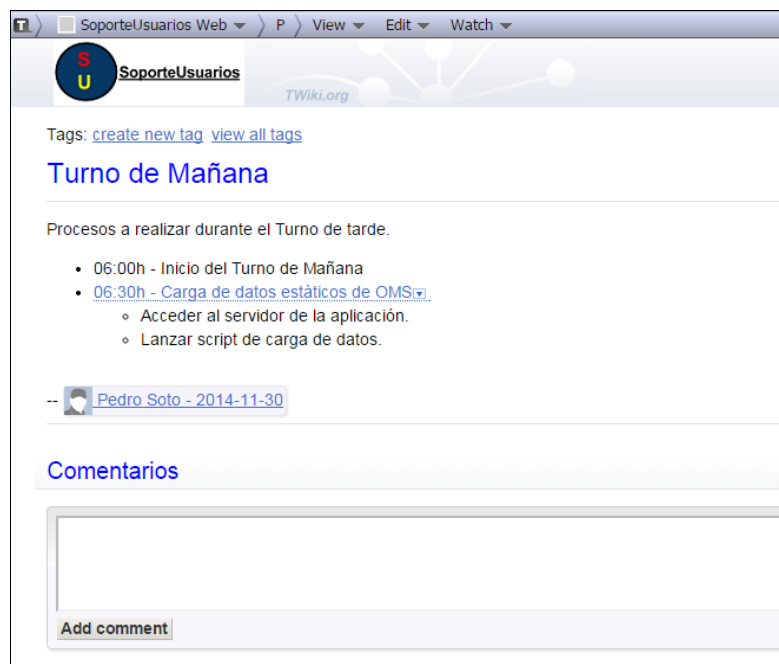 T SoporteUsuarios Web P View Edit Watch
S
U
SoporteUsuarios
TWiki.org
Tags: create new tag view all tags
Turno de Mañana
Procesos a realizar durante el Turno de tarde.
• 06:00h - Inicio del Turno de Mañana
• 06:30h - Carga de datos estàticos de OMS
◦ Acceder al servidor de la aplicación.
◦ Lanzar script de carga de datos.
-- Pedro Soto - 2014-11-30
Comentarios
Add comment